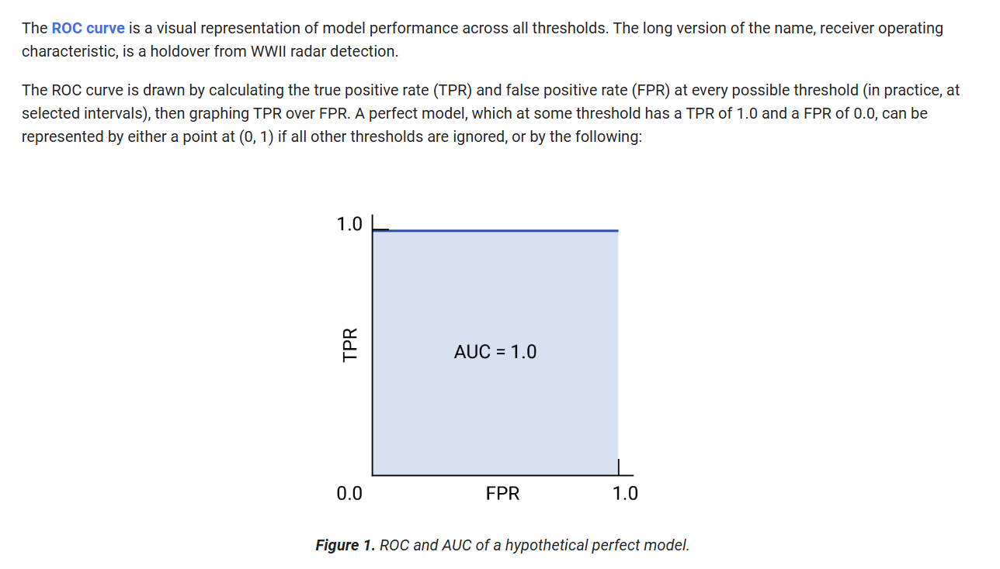 The ROC curve is a visual representation of model performance across all thresholds. The long version of the name, receiver operating
characteristic, is a holdover from WWII radar detection.
The ROC curve is drawn by calculating the true positive rate (TPR) and false positive rate (FPR) at every possible threshold (in practice, at
selected intervals), then graphing TPR over FPR. A perfect model, which at some threshold has a TPR of 1.0 and a FPR of 0.0, can be
represented by either a point at (0, 1) if all other thresholds are ignored, or by the following:
1.0
TPR
AUC = 1.0
0.0
FPR
1.0
Figure 1. ROC and AUC of a hypothetical perfect model.